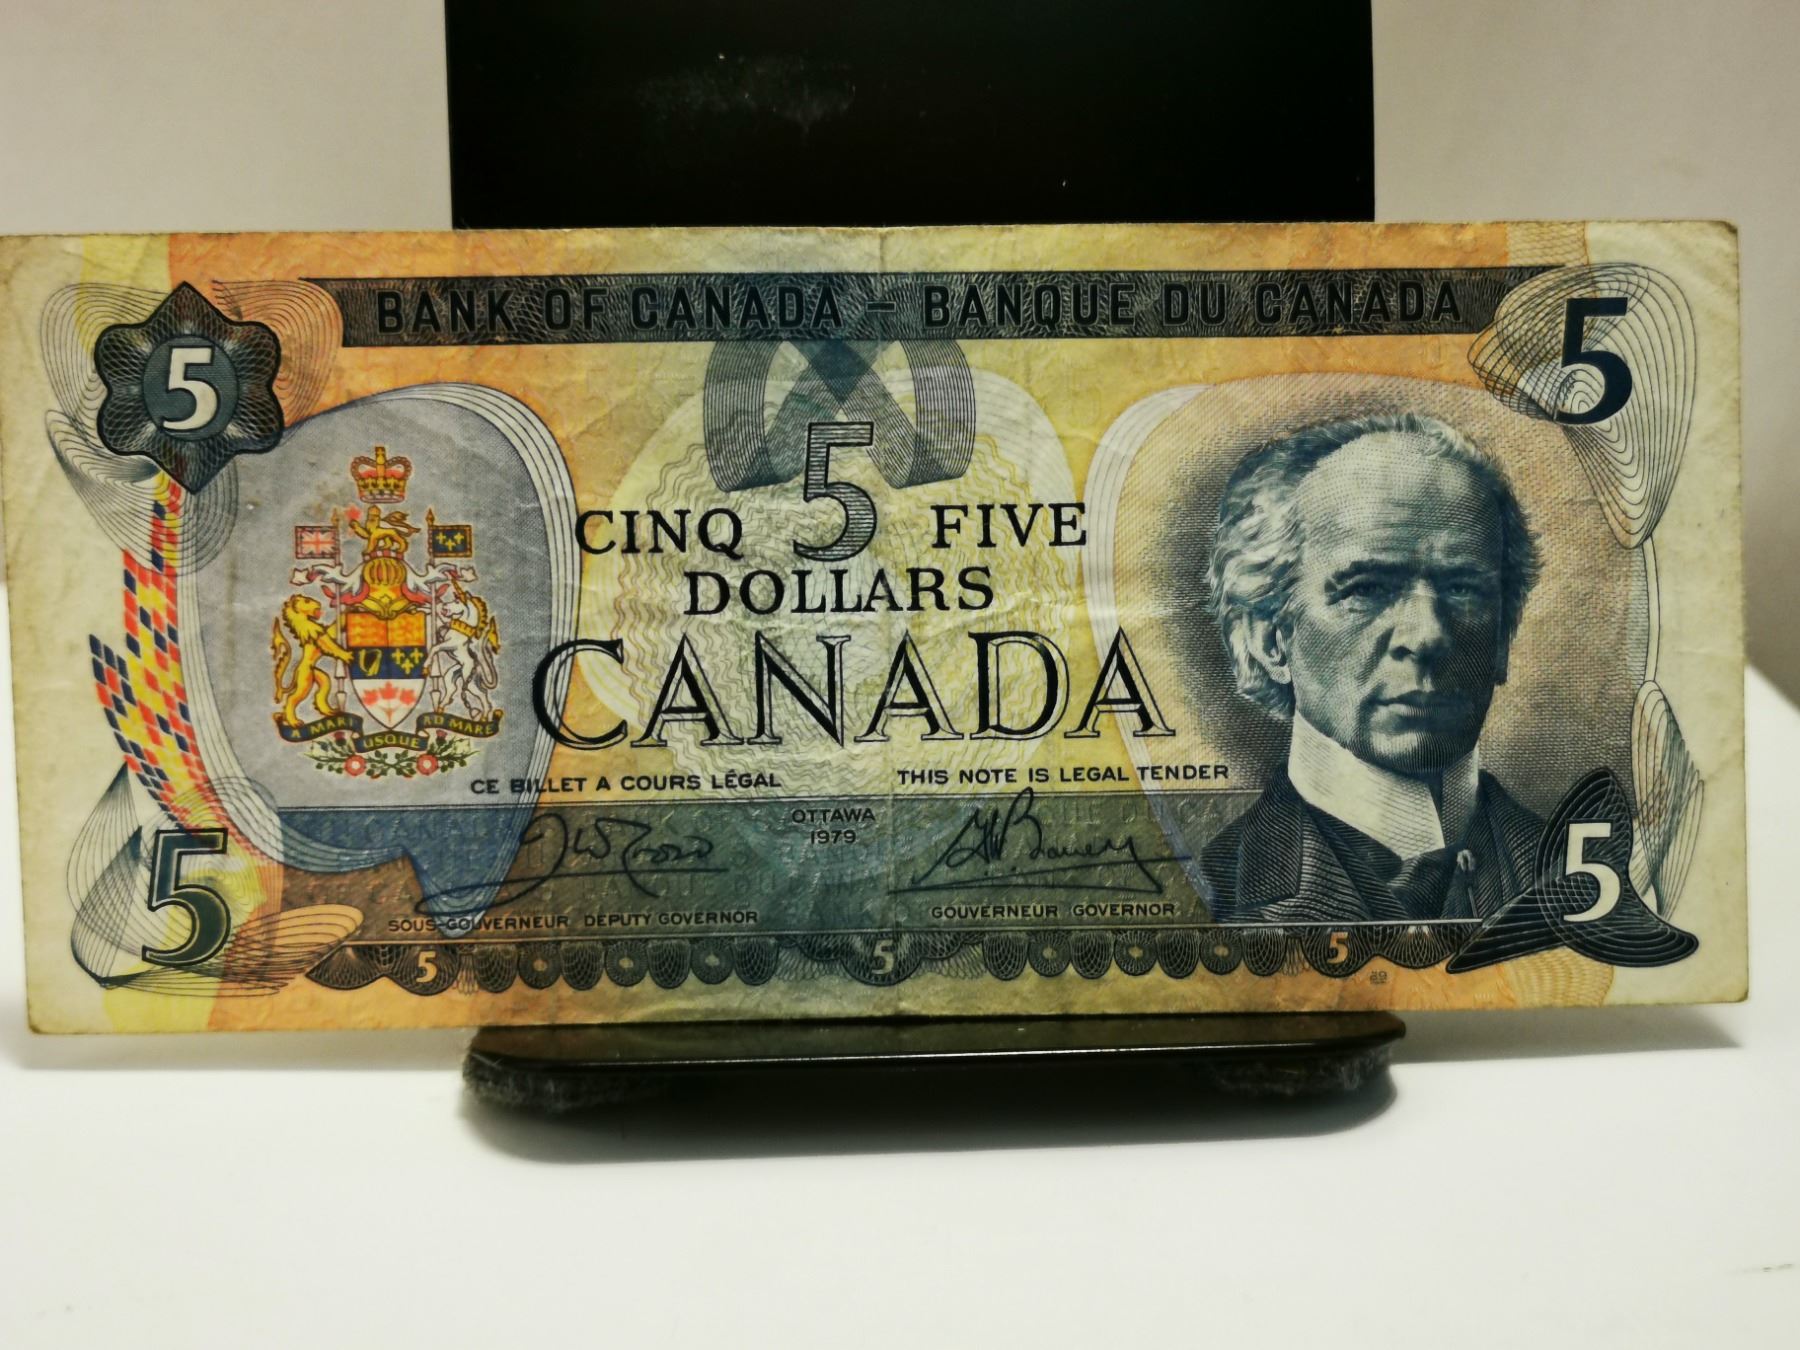 BANK OF CANADA – BANQUE DU CANADA
5
5
5
CINQ FIVE
DOLLARS
CANADA
A MARI USQUE AD MARE
CE BILLET A COURS LÉGAL THIS NOTE IS LEGAL TENDER
OTTAWA
1979
SOUS-GOUVERNEUR DEPUTY GOVERNOR GOUVERNEUR GOVERNOR
5
5
5
5
5